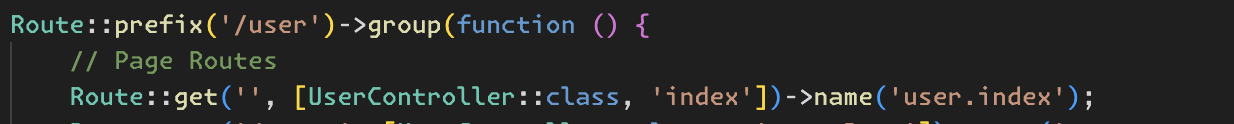 Route::prefix('/user')->group(function () {
// Page Routes
Route::get('', [UserController::class, 'index'])->name('user.index');